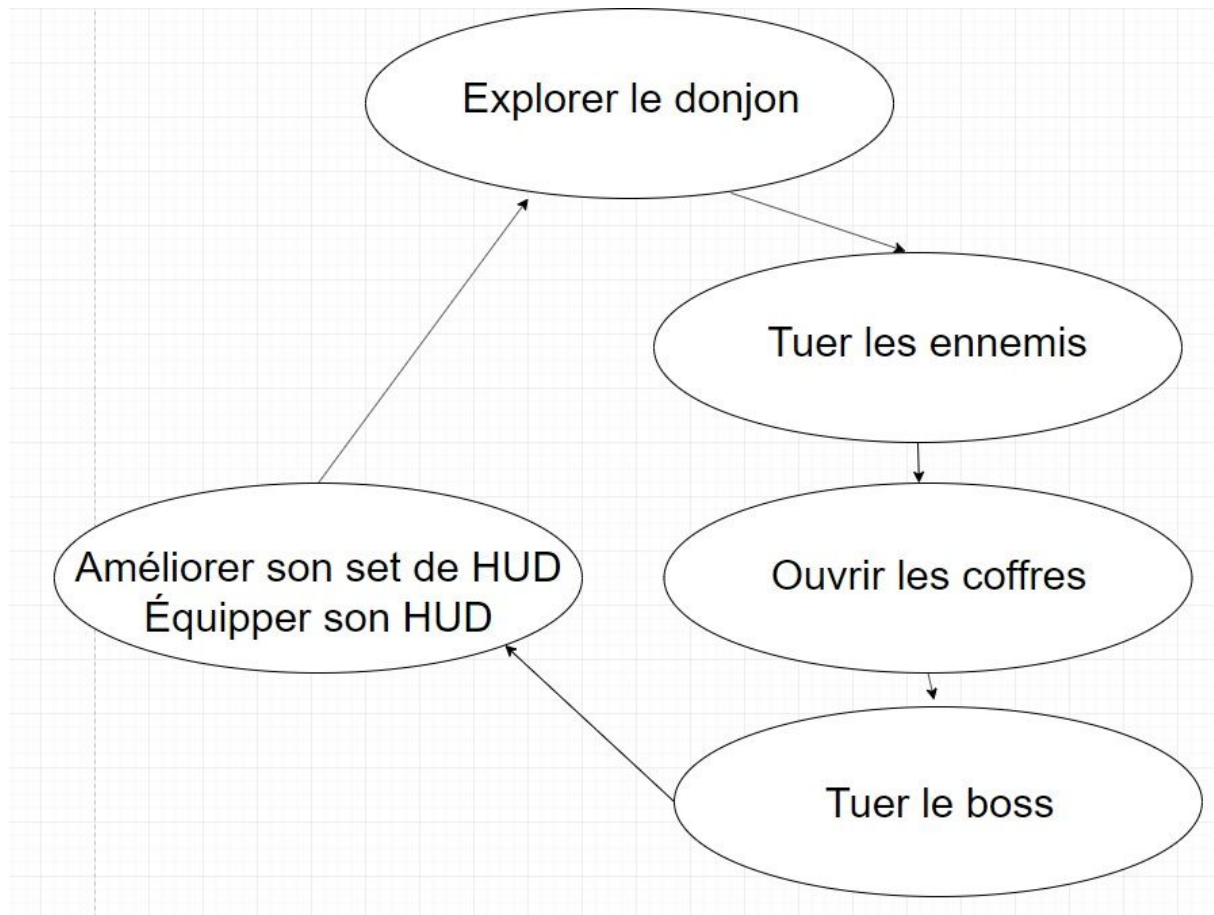 Explorer le donjon
Tuer les ennemis
Ouvrir les coffres
Tuer le boss
Améliorer son set de HUD
Équipper son HUD